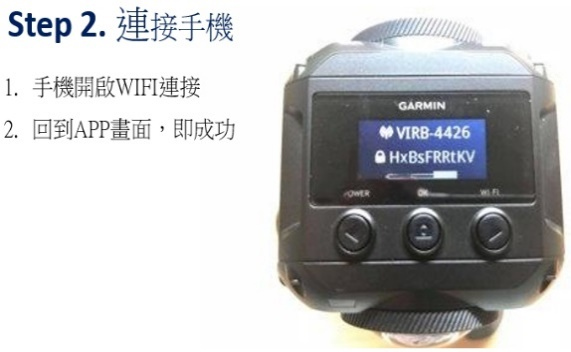 Step 2. 連接手機
1. 手機開啟WIFI連接
2. 回到APP畫面，即成功
GARMIN
VIRB-4426
HxBsFRRtKV
POWER OK WI-FI